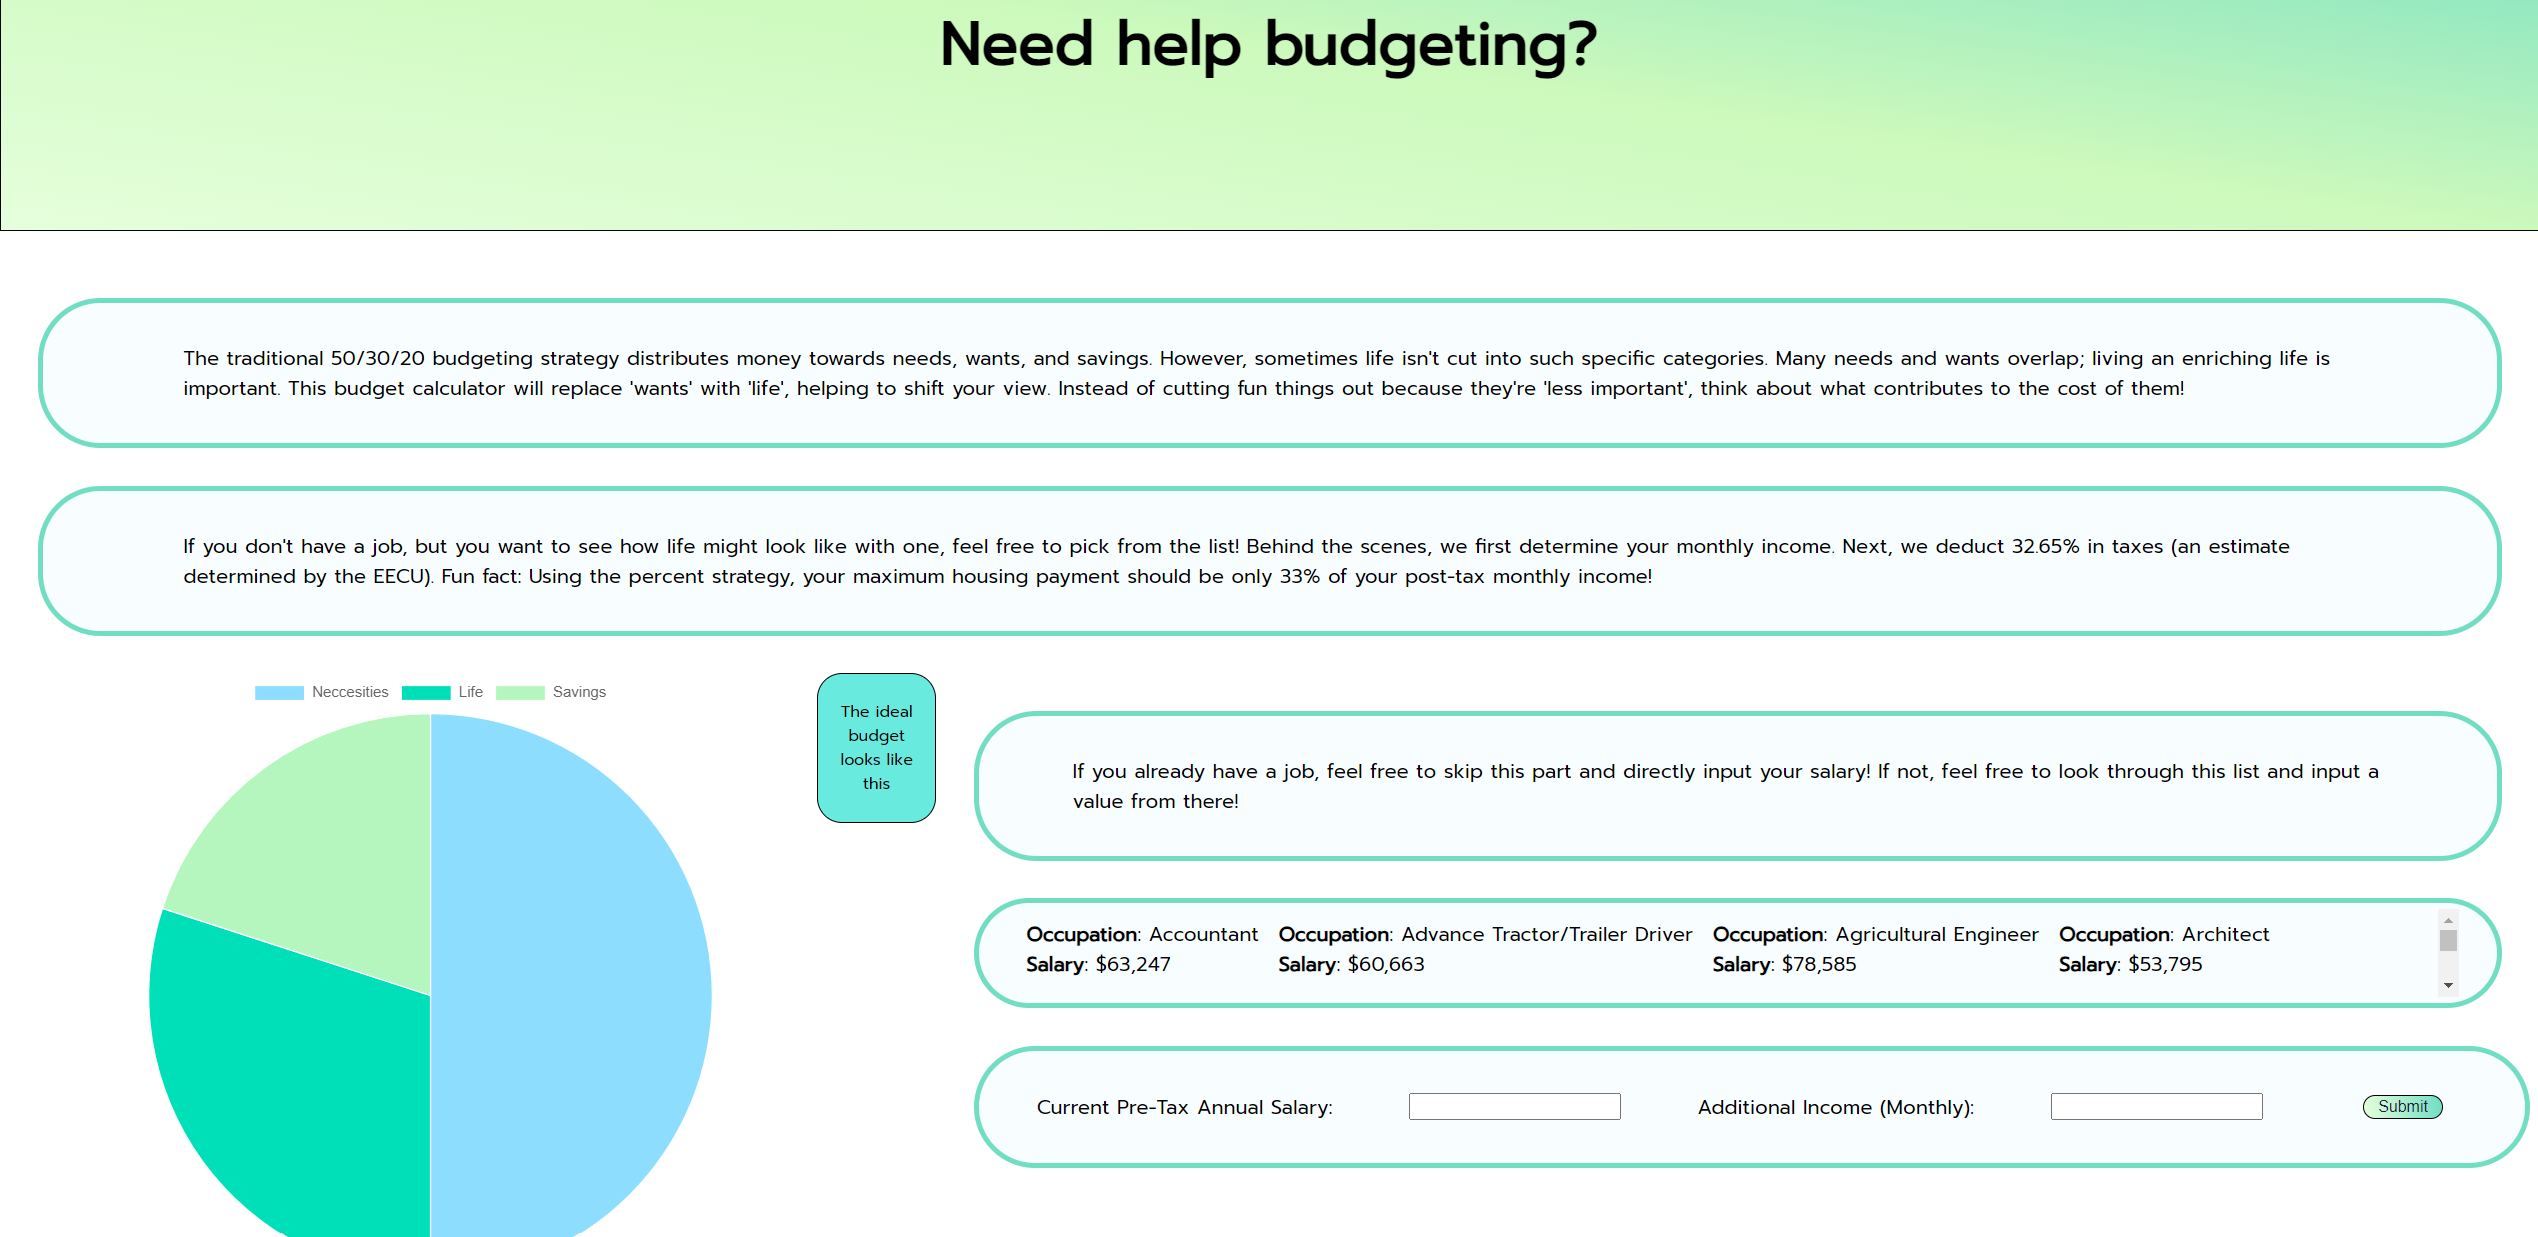 Need help budgeting?
The traditional 50/30/20 budgeting strategy distributes money towards needs, wants, and savings. However, sometimes life isn't cut into such specific categories. Many needs and wants overlap; living an enriching life is
important. This budget calculator will replace 'wants' with 'life', helping to shift your view. Instead of cutting fun things out because they're 'less important', think about what contributes to the cost of them!
If you don't have a job, but you want to see how life might look like with one, feel free to pick from the list! Behind the scenes, we first determine your monthly income. Next, we deduct 32.65% in taxes (an estimate
determined by the EECU). Fun fact: Using the percent strategy, your maximum housing payment should be only 33% of your post-tax monthly income!
Neccesities Life Savings
The ideal
budget
looks like
this
If you already have a job, feel free to skip this part and directly input your salary! If not, feel free to look through this list and input a
value from there!
Occupation: Accountant Occupation: Advance Tractor/Trailer Driver Occupation: Agricultural Engineer Occupation: Architect
Salary: $63,247 Salary: $60,663 Salary: $78,585 Salary: $53,795
Current Pre-Tax Annual Salary: Additional Income (Monthly): Submit